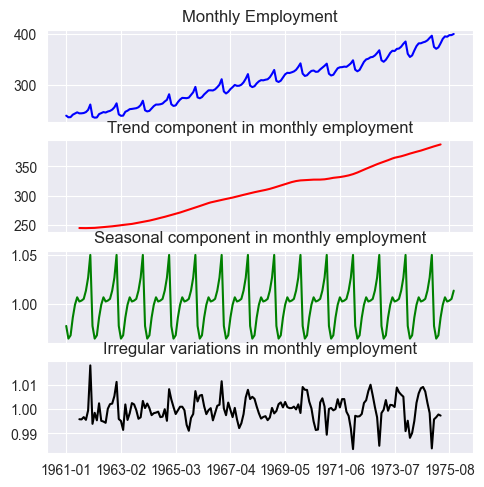 Monthly Employment
400
300
Trend component in monthly employment
350
300
250
Seasonal component in monthly employment
1.05
1.00
Irregular variations in monthly employment
1.01
1.00
0.99
1961-01 1963-02 1965-03 1967-04 1969-05 1971-06 1973-07 1975-08